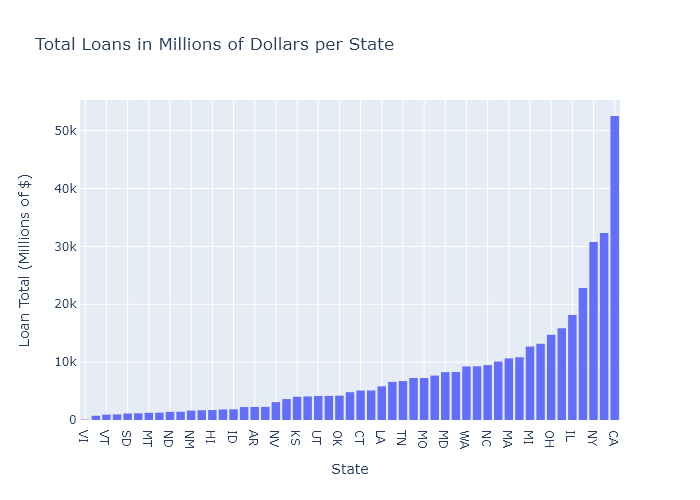 Total Loans in Millions of Dollars per State
50k
40k
30k
20k
10k
0
Loan Total (Millions of $)
VI
VT
SD
MT
ND
NM
HI
ID
AR
NV
KS
UT
OK
CT
LA
TN
MO
MD
WA
NC
MA
MI
OH
IL
NY
CA
State